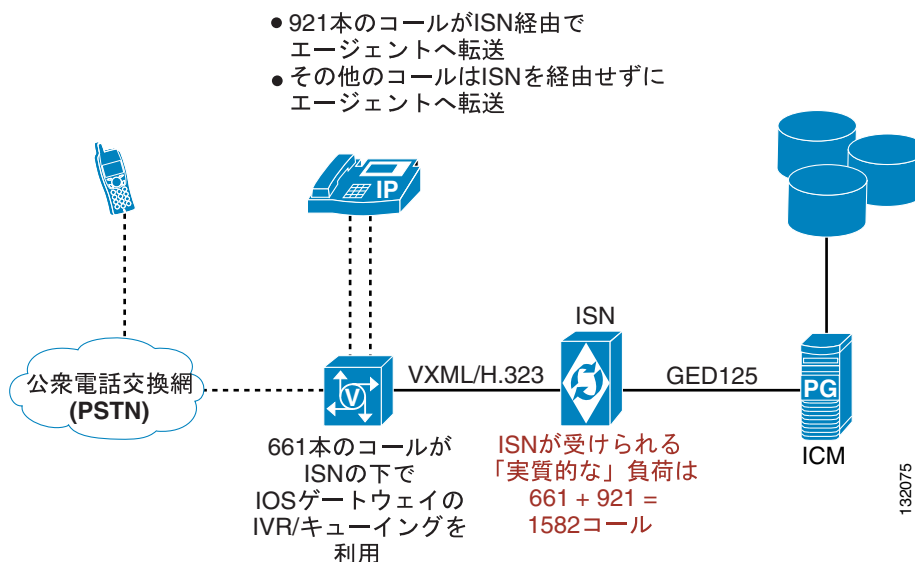 ● 921本のコールがISN経由で
エージェントへ転送
● その他のコールはISNを経由せずに
エージェントへ転送
IP
ISN
公衆電話交換網
(PSTN)
V
VXML/H.323
GED125
PG
ICM
661本のコールが
ISNの下で
IOSゲートウェイの
IVR/キューイングを
利用
ISNが受けられる
「実質的な」負荷は
661 + 921 =
1582コール
132075